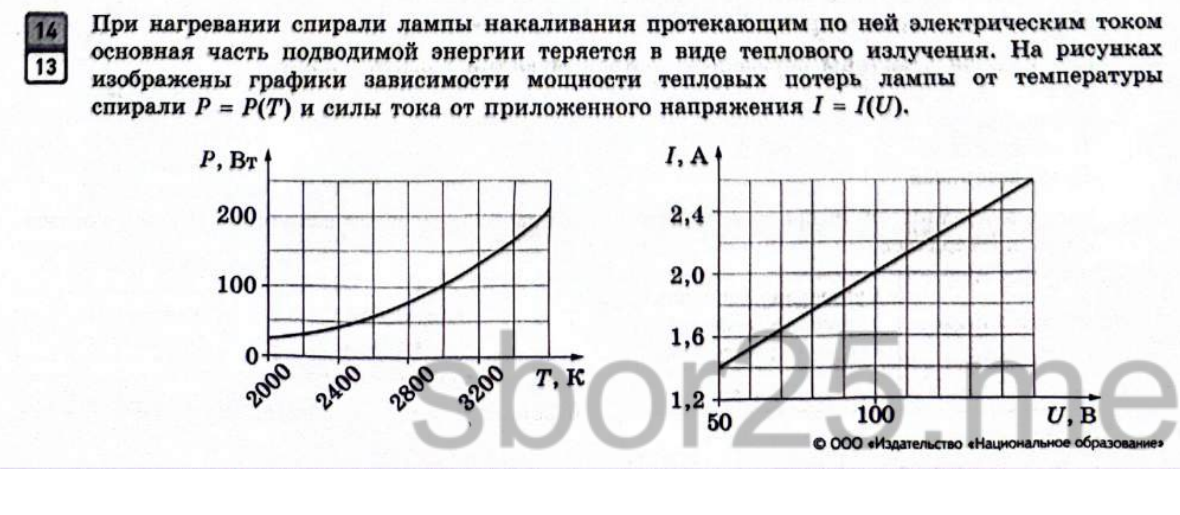 14
13
При нагревании спирали лампы накаливания протекающим по ней электрическим током
основная часть подводимой энергии теряется в виде теплового излучения. На рисунках
изображены графики зависимости мощности тепловых потерь лампы от температуры
спирали P = P(T) и силы тока от приложенного напряжения I = I(U).
P, Вт
200
100
0
2000 2400 2800 3200 T, К
I, А
2,4
2,0
1,6
1,2
50 100 U, В
sbor25.me
© ООО «Издательство «Национальное образование»